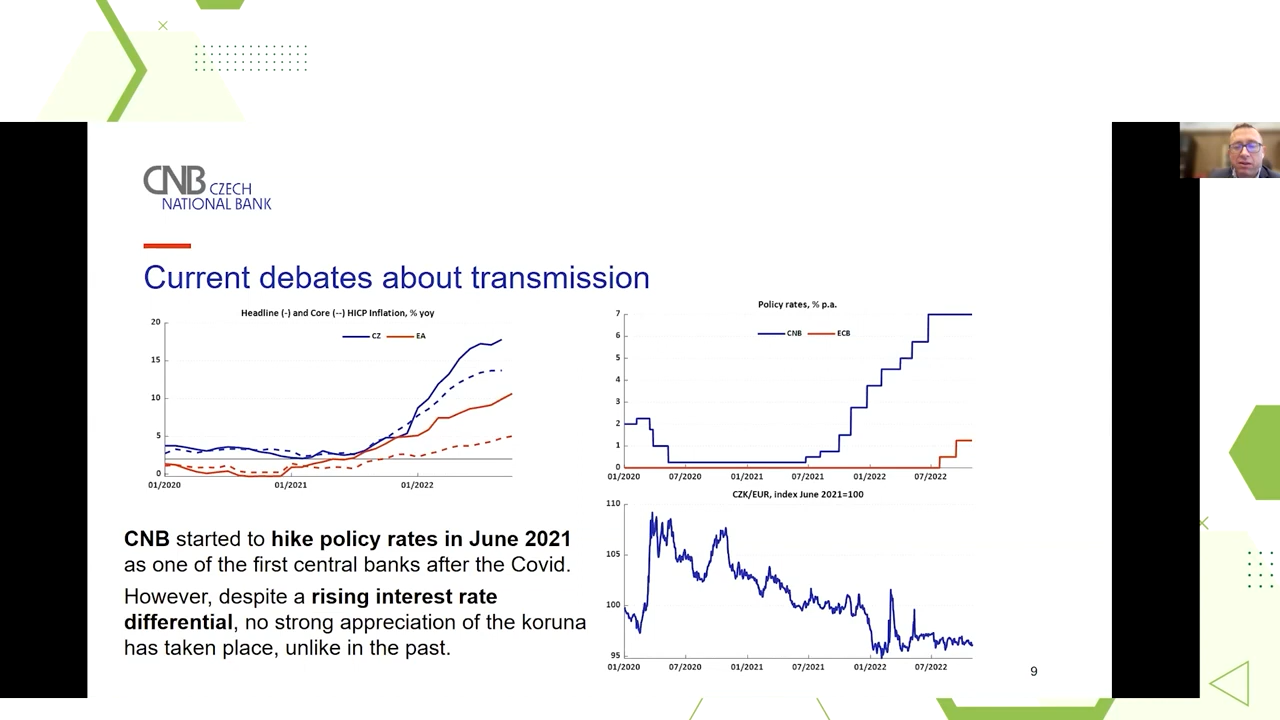 CNB CZECH
NATIONAL BANK
Current debates about transmission
Headline (-) and Core (--) HICP Inflation, % yoy
CZ EA
20
15
10
5
0
01/2020 01/2021 01/2022
Policy rates, % p.a.
CNB ECB
7
6
5
4
3
2
1
0
01/2020 07/2020 01/2021 07/2021 01/2022 07/2022
CZK/EUR, index June 2021=100
110
105
100
95
01/2020 07/2020 01/2021 07/2021 01/2022 07/2022
CNB started to hike policy rates in June 2021
as one of the first central banks after the Covid.
However, despite a rising interest rate
differential, no strong appreciation of the koruna
has taken place, unlike in the past.
9